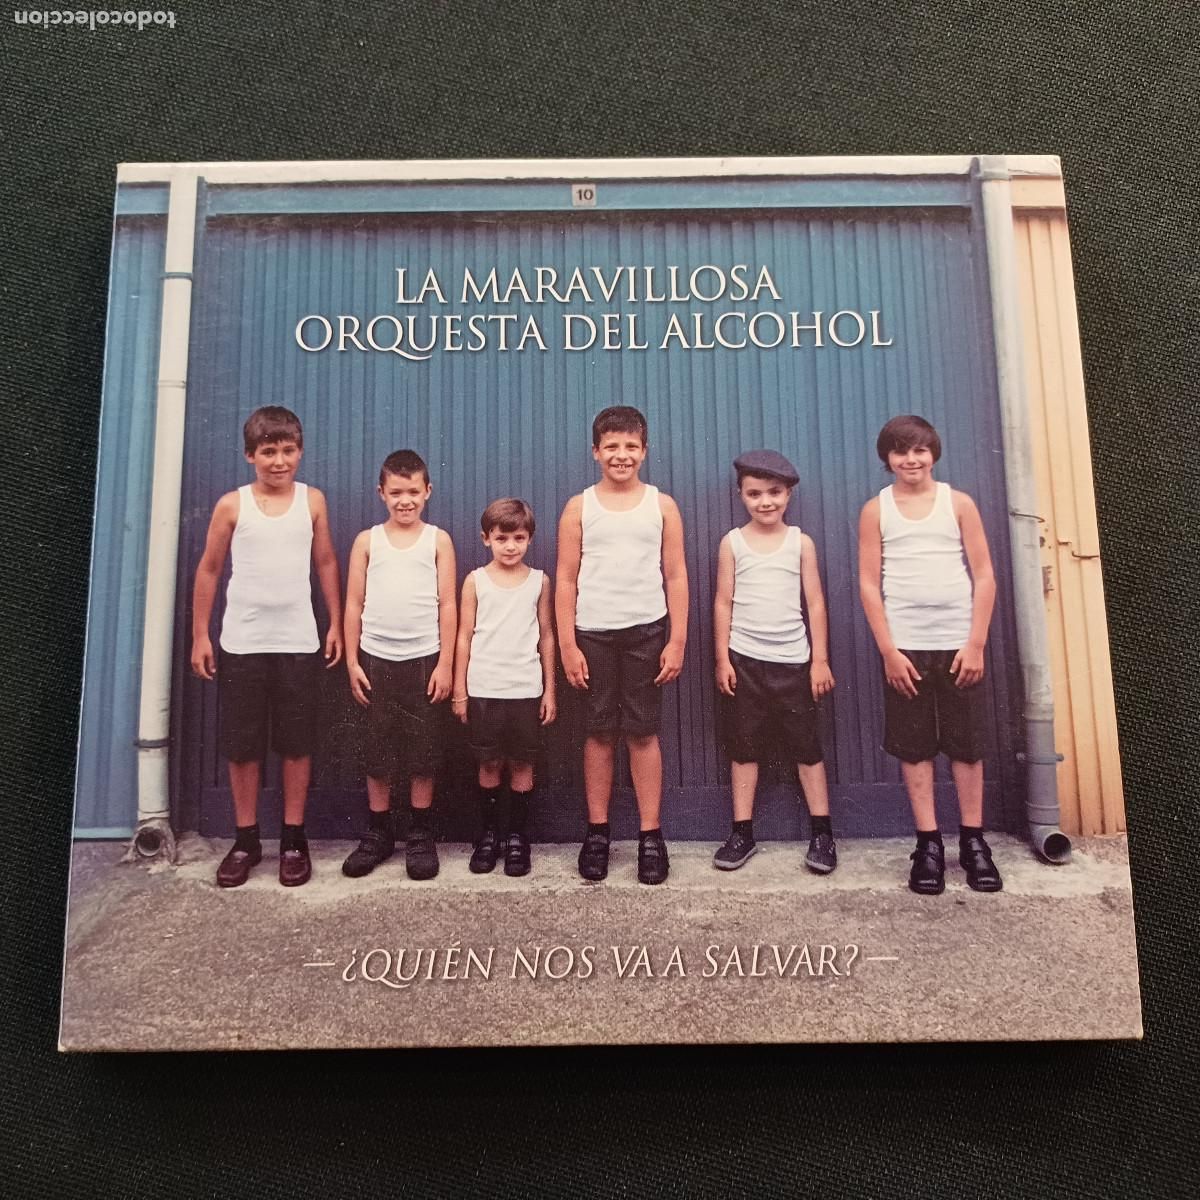 todocoleccion
10
LA MARAVILLOSA
ORQUESTA DEL ALCOHOL
—¿QUIÉN NOS VA A SALVAR?—